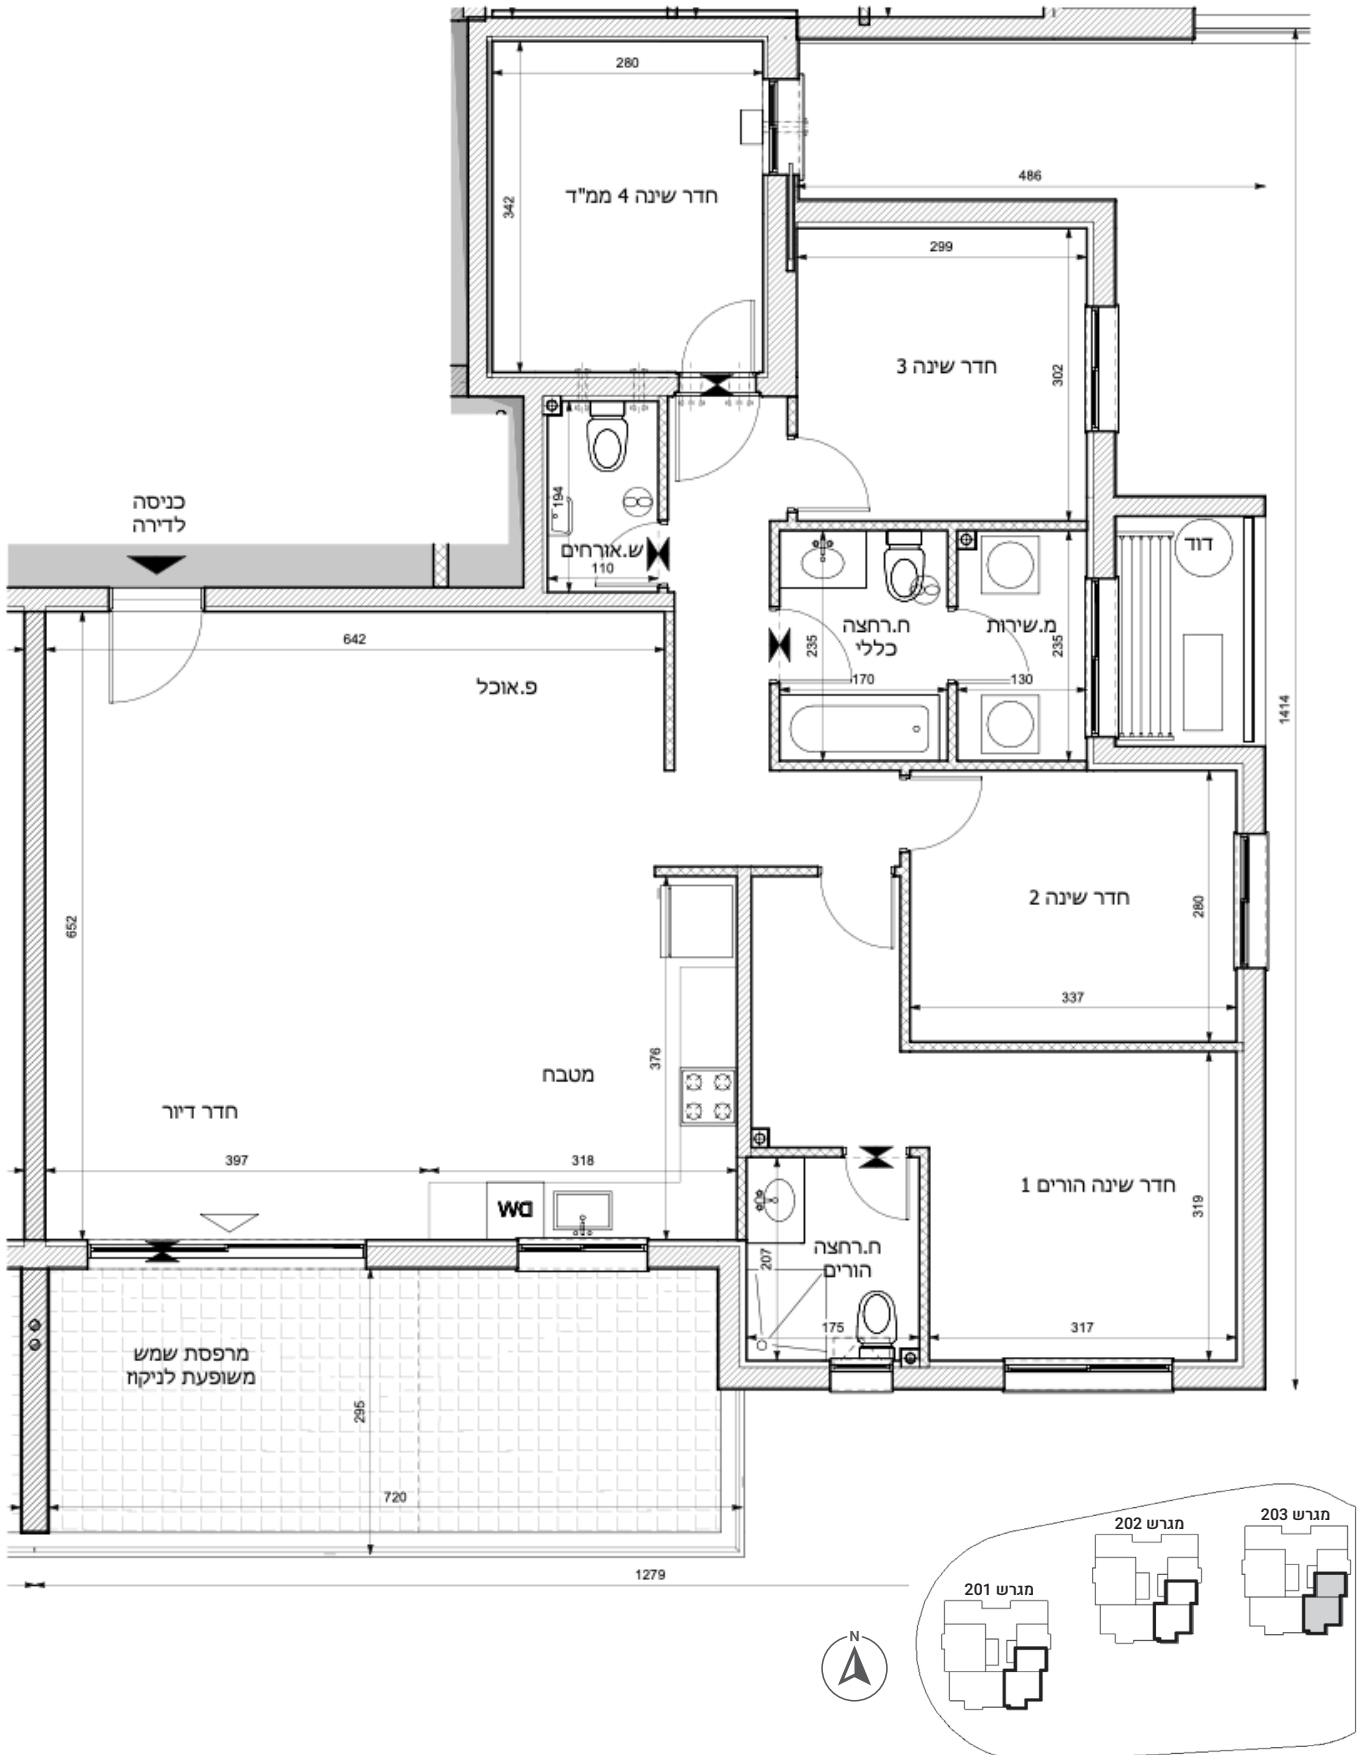 280
342
חדר שינה 4 ממ"ד
486
299
302
חדר שינה 3
כניסה
לדירה
194
ש.אורחים
110
דוד
ח.רחצה
כללי
235
170
מ.שירות
235
130
642
פ.אוכל
1414
652
חדר שינה 2
280
337
376
מטבח
חדר דיור
397
318
DW
חדר שינה הורים 1
319
ח.רחצה
הורים
207
175
317
מרפסת שמש
משופעת לניקוז
295
720
1279
N
מגרש 201
מגרש 202
מגרש 203